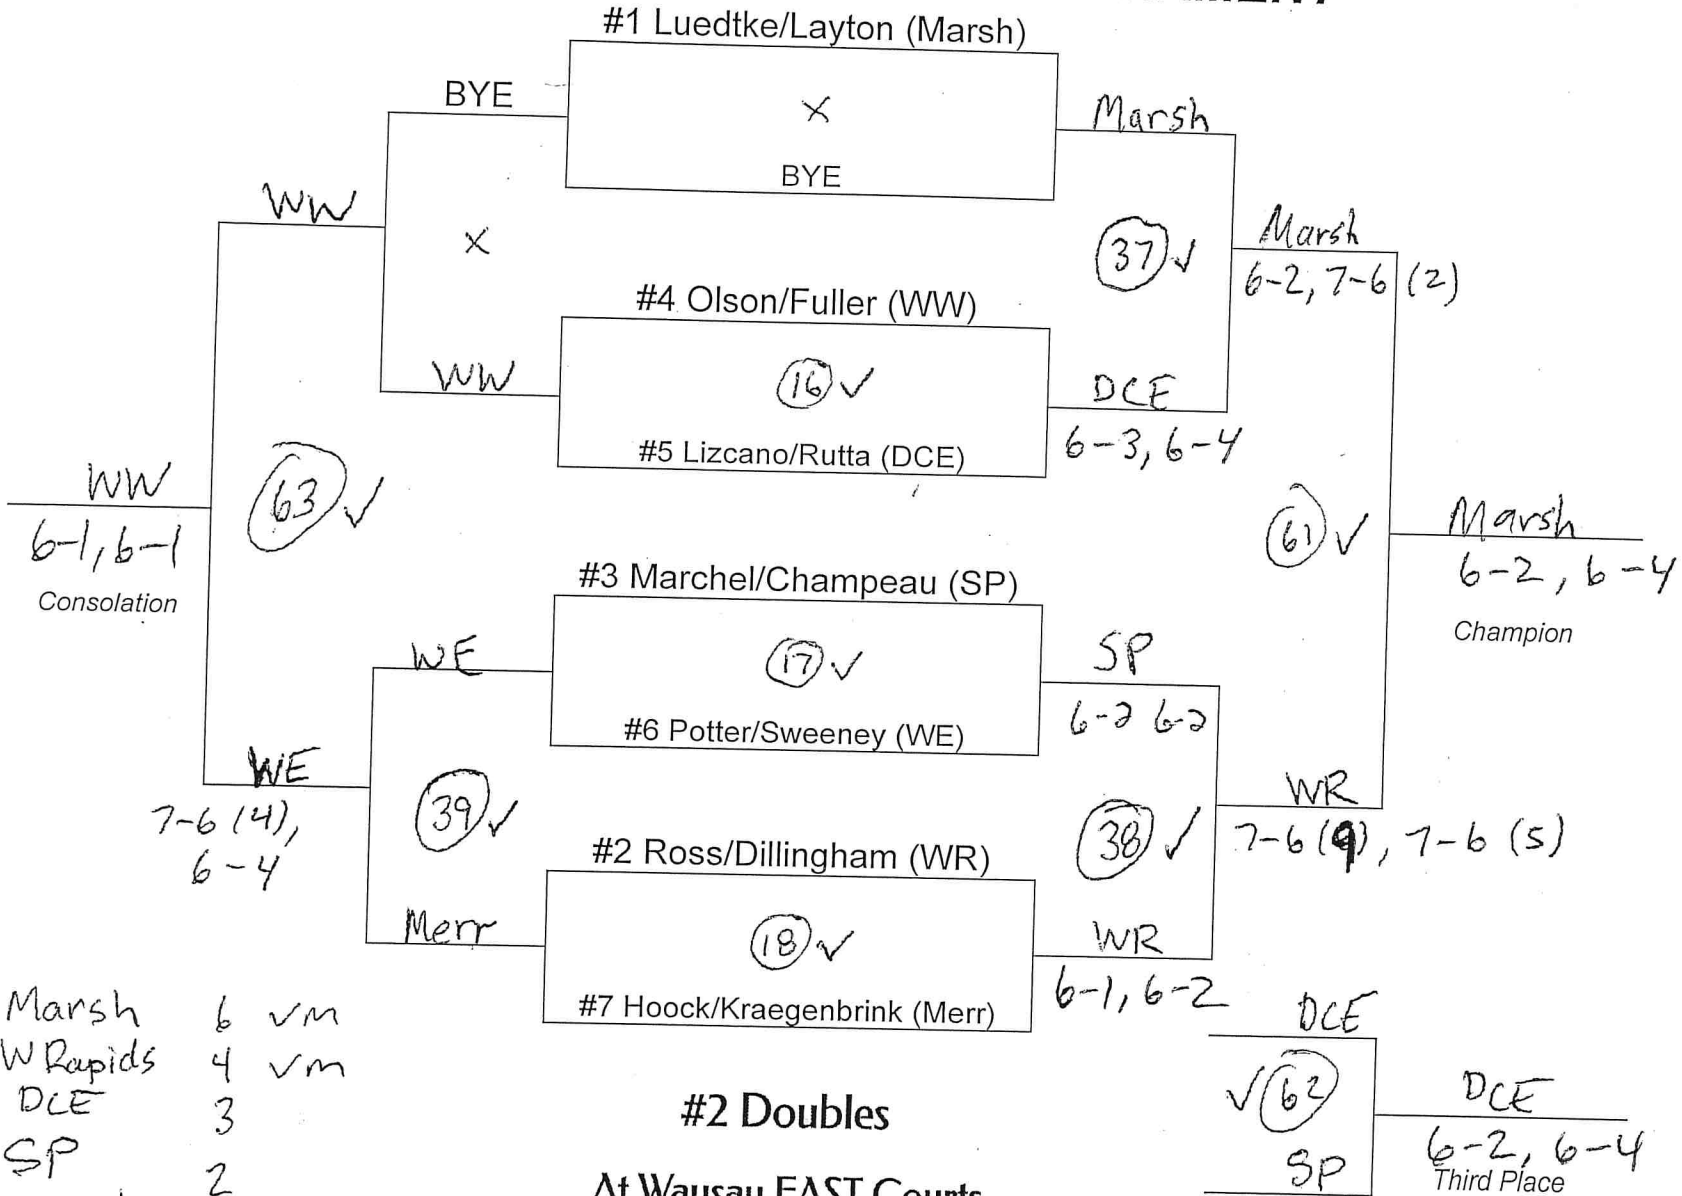 #1 Luedtke/Layton (Marsh)
BYE
X
Marsh
BYE
WW
X
37 ✓
Marsh
6-2, 7-6 (2)
#4 Olson/Fuller (WW)
WW
16 ✓
DCE
#5 Lizcano/Rutta (DCE)
6-3, 6-4
WW
63 ✓
6-1, 6-1
Consolation
61 ✓
Marsh
6-2, 6-4
Champion
#3 Marchel/Champeau (SP)
WE
17 ✓
SP
#6 Potter/Sweeney (WE)
6-2 6-2
WE
7-6 (4),
6-4
39 ✓
38 ✓
WR
7-6 (9), 7-6 (5)
#2 Ross/Dillingham (WR)
Merr
18 ✓
WR
#7 Hoock/Kraegenbrink (Merr)
6-1, 6-2
Marsh 6 vm
W Rapids 4 vm
DCE 3
SP 2
#2 Doubles
At Wausau EAST Courts
DCE
✓ 62
SP
DCE
6-2, 6-4
Third Place